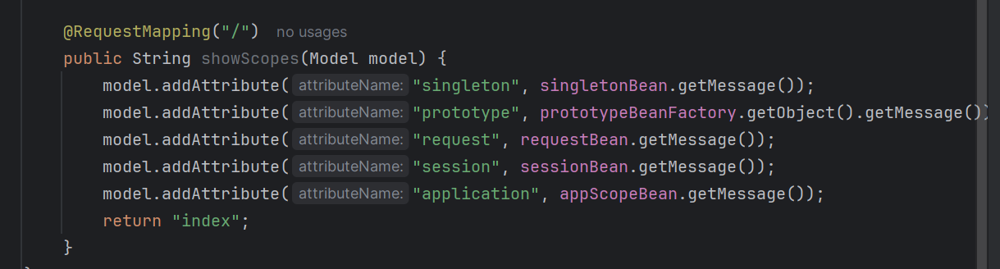 @RequestMapping("/") no usages
public String showScopes(Model model) {
model.addAttribute( attributeName: "singleton", singletonBean.getMessage());
model.addAttribute( attributeName: "prototype", prototypeBeanFactory.getObject().getMessage())
model.addAttribute( attributeName: "request", requestBean.getMessage());
model.addAttribute( attributeName: "session", sessionBean.getMessage());
model.addAttribute( attributeName: "application", appScopeBean.getMessage());
return "index";
}